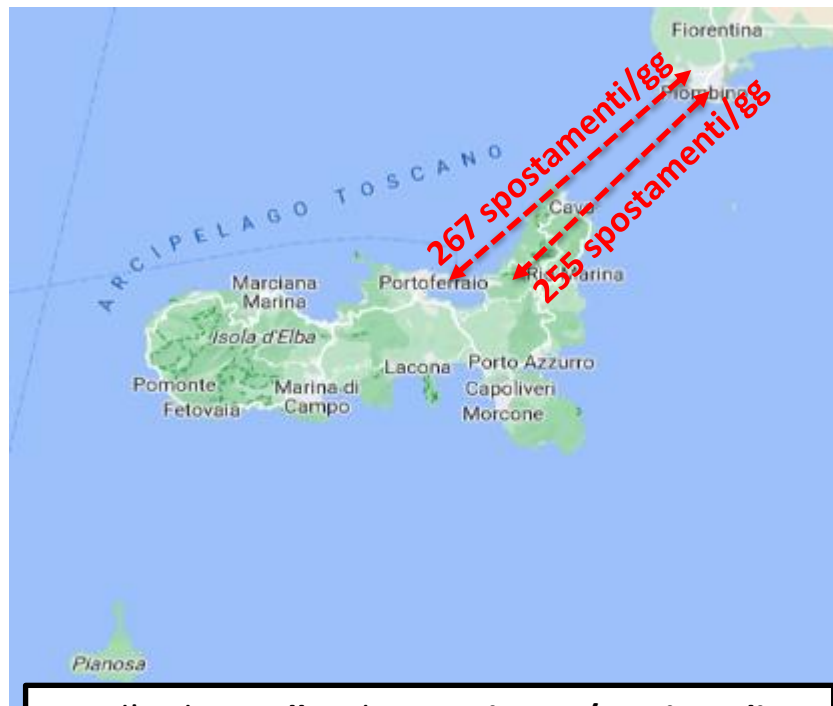 Fiorentina
Piombino
267 spostamenti/gg
255 spostamenti/gg
ARCIPELAGO TOSCANO
Cavo
Rio Marina
Marciana
Marina
Portoferraio
Isola d'Elba
Lacona
Porto Azzurro
Pomonte
Marina di
Campo
Capoliveri
Fetovaia
Morcone
Pianosa